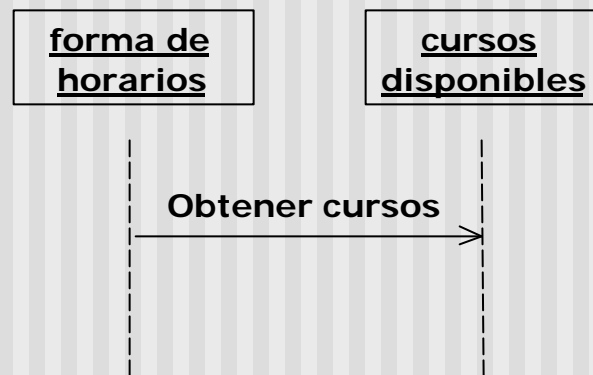 forma de
horarios
cursos
disponibles
Obtener cursos